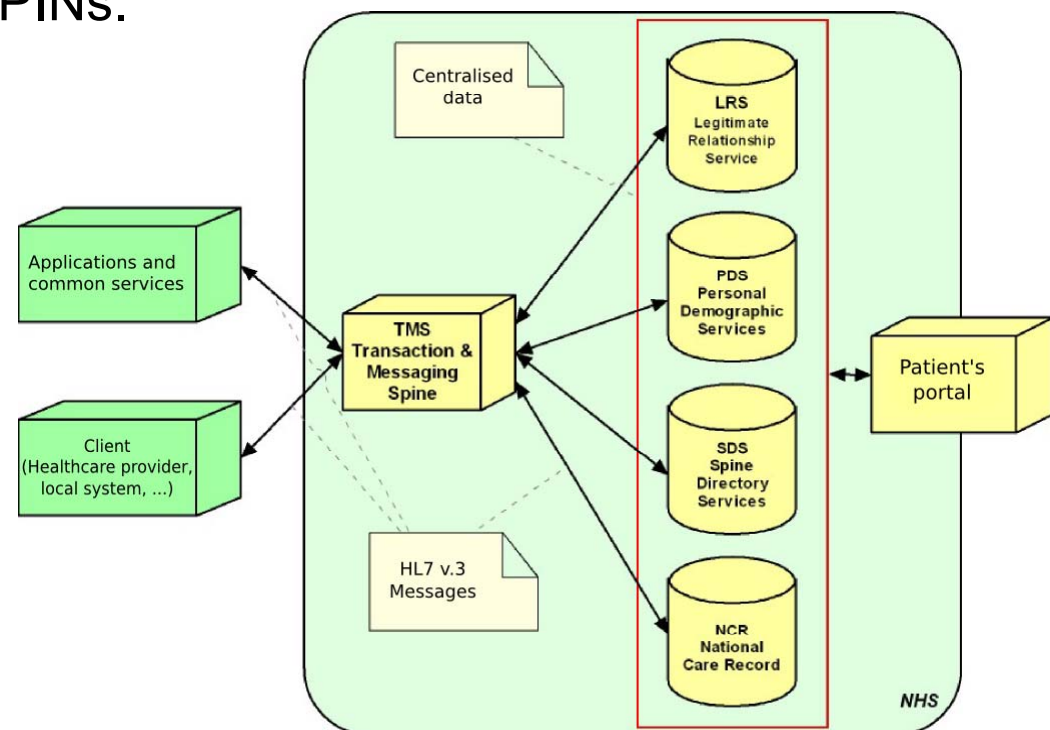 PINs.
Centralised
data
LRS
Legitimate
Relationship
Service
Applications and
common services
PDS
Personal
Demographic
Services
TMS
Transaction &
Messaging
Spine
Patient's
portal
Client
(Healthcare provider,
local system, ...)
SDS
Spine
Directory
Services
HL7 v.3
Messages
NCR
National
Care Record
NHS